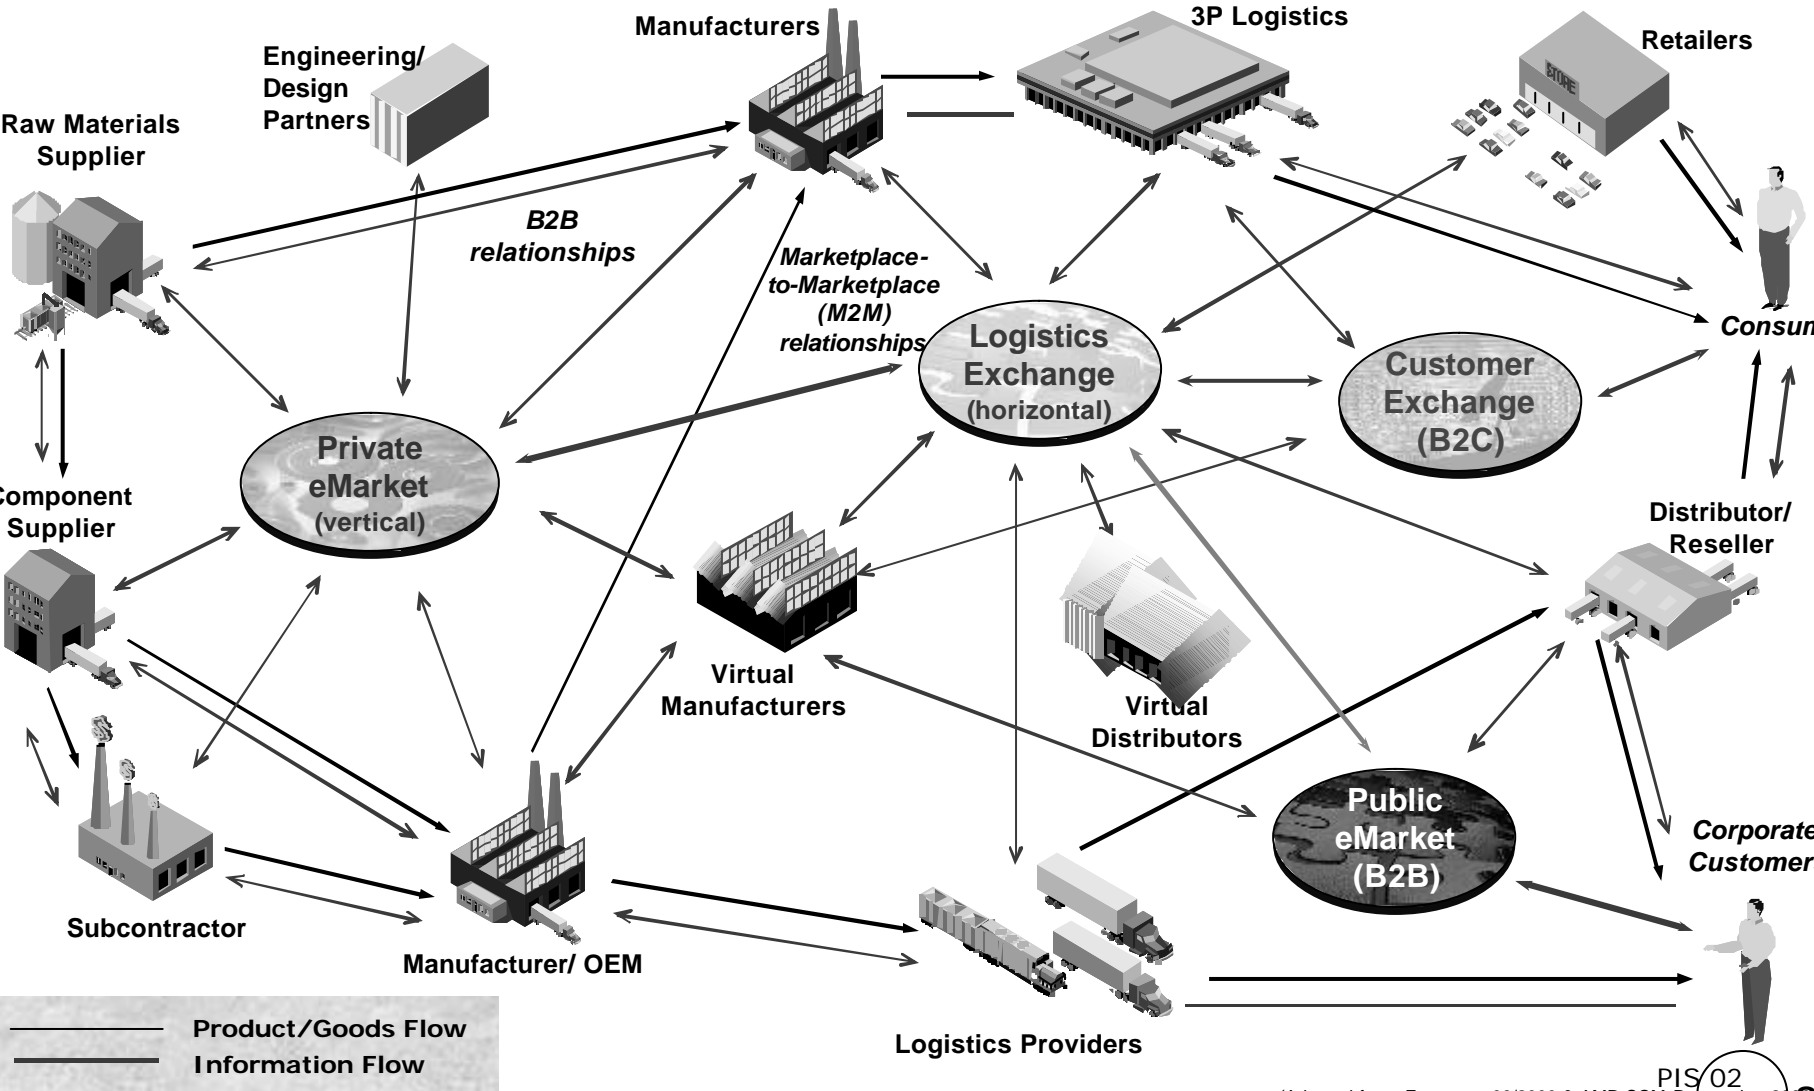 Manufacturers
3P Logistics
Retailers
Engineering/
Design
Partners
STORE
Raw Materials
Supplier
B2B
relationships
Marketplace-
to-Marketplace
(M2M)
relationships
Logistics
Exchange
(horizontal)
Customer
Exchange
(B2C)
Consum
Private
eMarket
(vertical)
Component
Supplier
Distributor/
Reseller
Virtual
Manufacturers
Virtual
Distributors
Public
eMarket
(B2B)
Corporate
Customer
Subcontractor
Manufacturer/ OEM
Logistics Providers
Product/Goods Flow
Information Flow
PIS 02